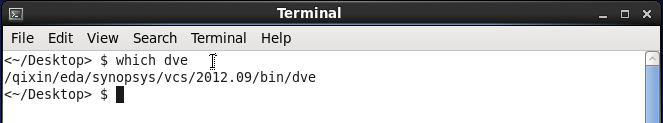 Terminal
File Edit View Search Terminal Help
<~/Desktop> $ which dve
/qixin/eda/synopsys/vcs/2012.09/bin/dve
<~/Desktop> $